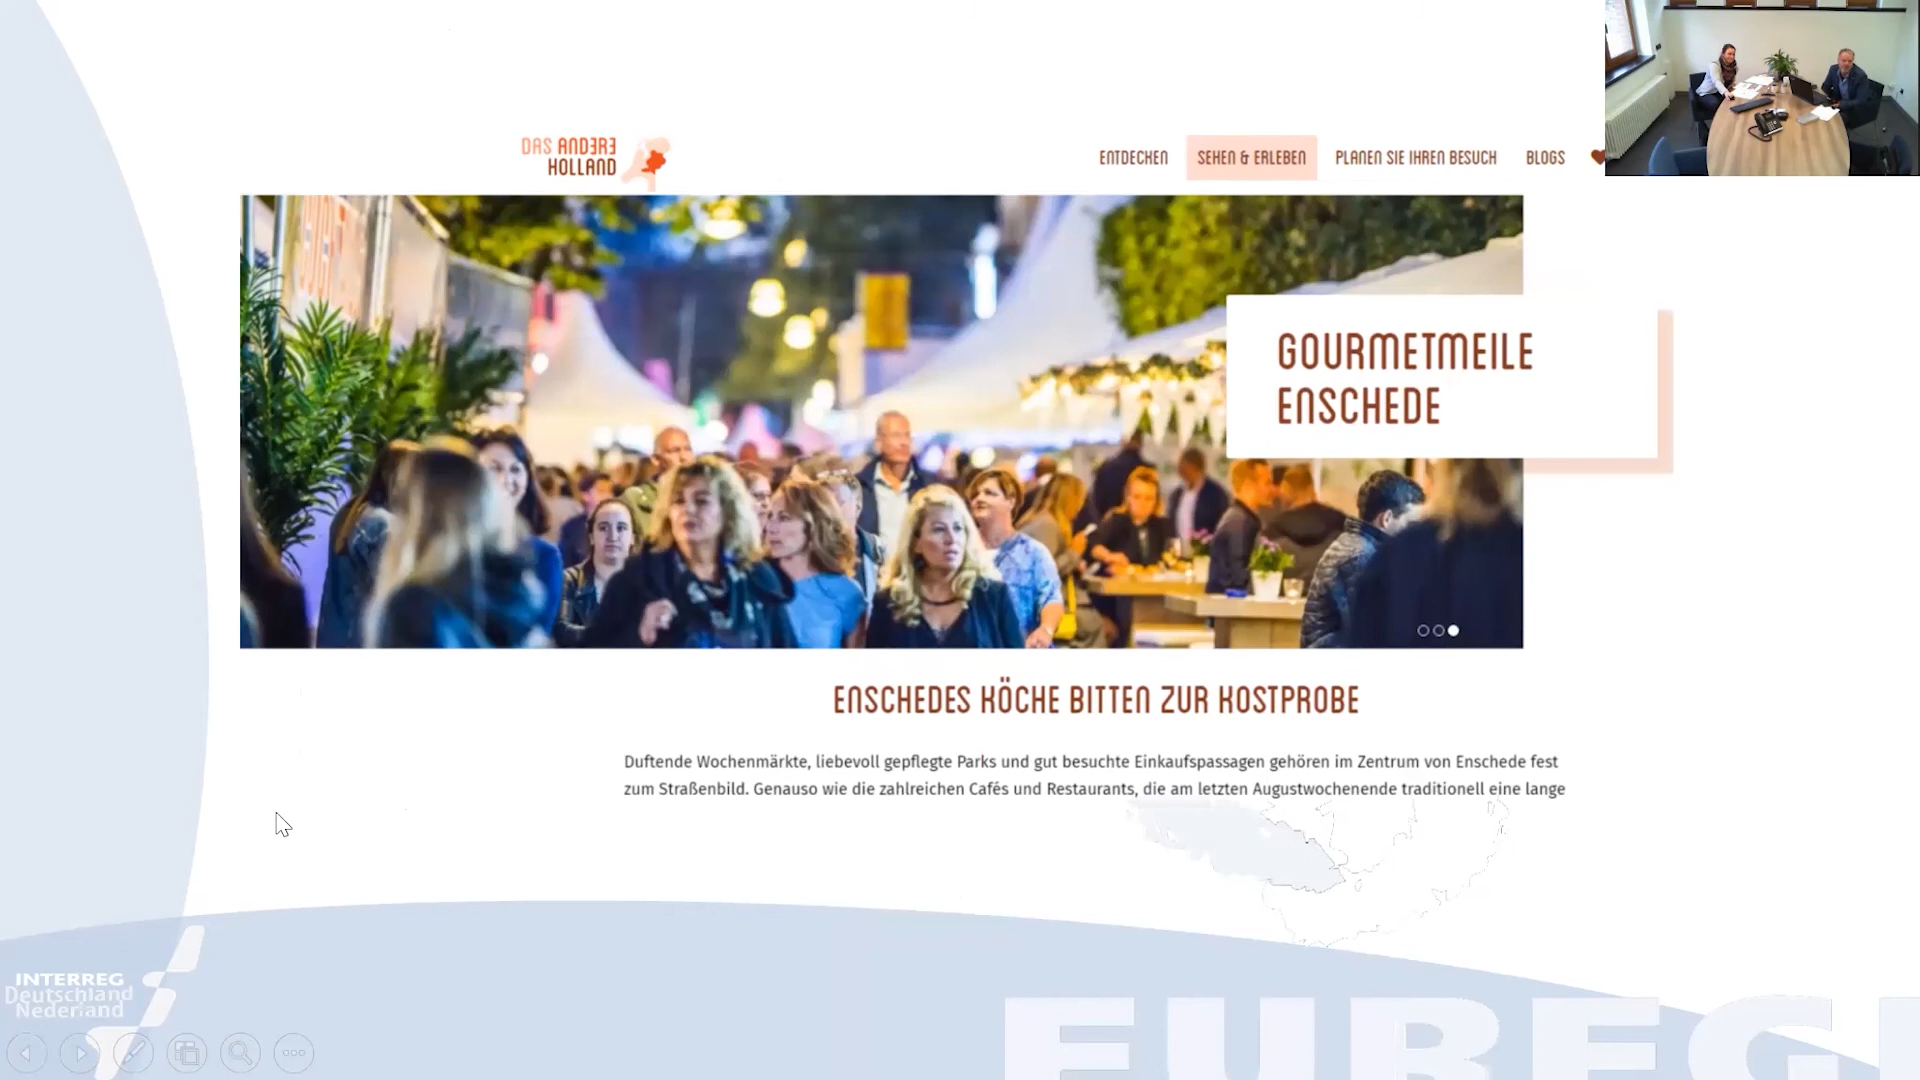 DAS ANDERE
HOLLAND
ENTDECKEN SEHEN & ERLEBEN PLANEN SIE IHREN BESUCH BLOGS
GOURMETMEILE
ENSCHEDE
ENSCHEDES KÖCHE BITTEN ZUR KOSTPROBE
Duftende Wochenmärkte, liebevoll gepflegte Parks und gut besuchte Einkaufspassagen gehören im Zentrum von Enschede fest
zum Straßenbild. Genauso wie die zahlreichen Cafés und Restaurants, die am letzten Augustwochenende traditionell eine lange
INTERREG
Deutschland
Nederland
EUREGI